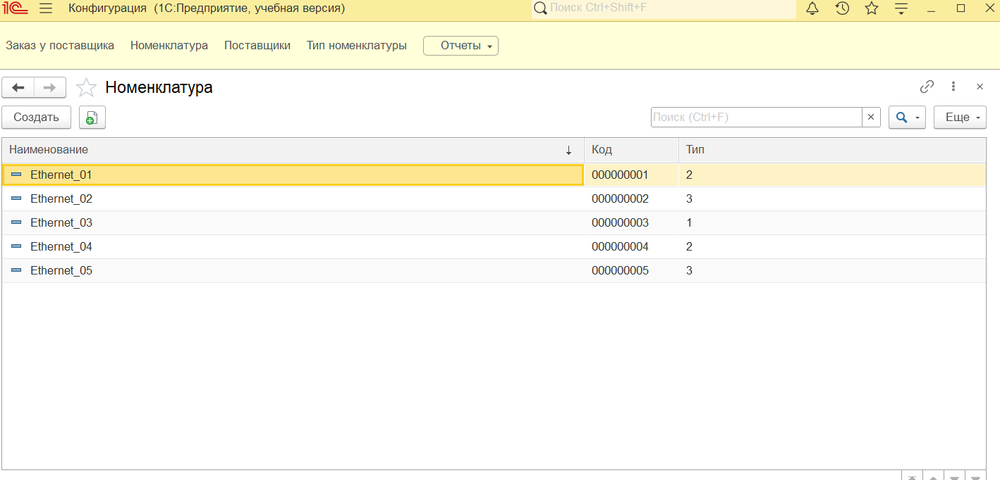 1С Конфигурация (1С:Предприятие, учебная версия) Поиск Ctrl+Shift+F
Заказ у поставщика Номенклатура Поставщики Тип номенклатуры Отчеты
Номенклатура
Создать Поиск (Ctrl+F) × Еще
Наименование ↓ Код Тип
Ethernet_01 000000001 2
Ethernet_02 000000002 3
Ethernet_03 000000003 1
Ethernet_04 000000004 2
Ethernet_05 000000005 3